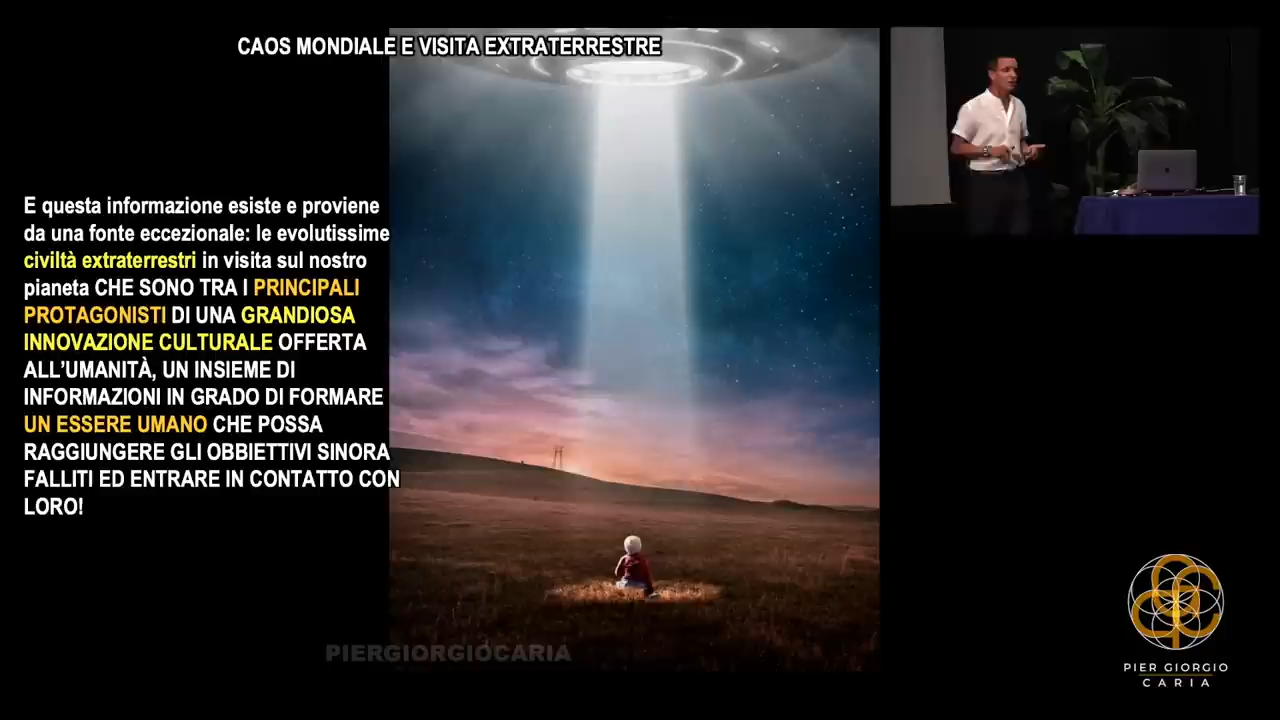 CAOS MONDIALE E VISITA EXTRATERRESTRE
E questa informazione esiste e proviene
da una fonte eccezionale: le evolutissime
civiltà extraterrestri in visita sul nostro
pianeta CHE SONO TRA I PRINCIPALI
PROTAGONISTI DI UNA GRANDIOSA
INNOVAZIONE CULTURALE OFFERTA
ALL’UMANITÀ, UN INSIEME DI
INFORMAZIONI IN GRADO DI FORMARE
UN ESSERE UMANO CHE POSSA
RAGGIUNGERE GLI OBBIETTIVI SINORA
FALLITI ED ENTRARE IN CONTATTO CON
LORO!
PIERGIORGIOCARIA
PIER GIORGIO
CARIA